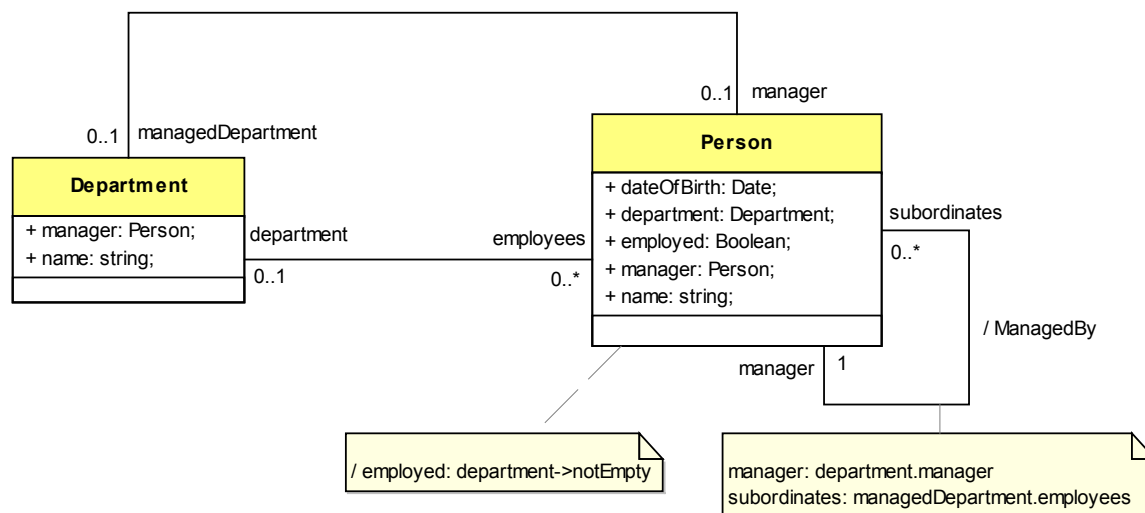 0..1
manager
0..1
managedDepartment
Department
+ manager: Person;
+ name: string;
department
0..1
employees
0..*
Person
+ dateOfBirth: Date;
+ department: Department;
+ employed: Boolean;
+ manager: Person;
+ name: string;
subordinates
0..*
/ ManagedBy
manager
1
/ employed: department->notEmpty
manager: department.manager
subordinates: managedDepartment.employees